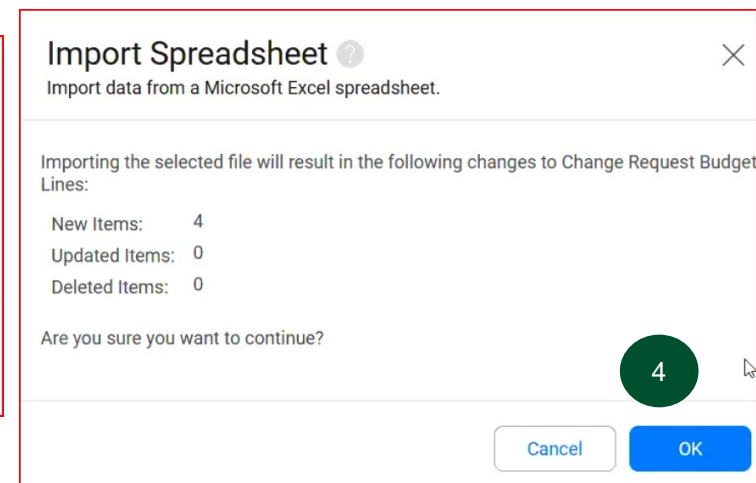 Import Spreadsheet ?
Import data from a Microsoft Excel spreadsheet.
Importing the selected file will result in the following changes to Change Request Budget
Lines:
New Items: 4
Updated Items: 0
Deleted Items: 0
Are you sure you want to continue?
4
Cancel OK